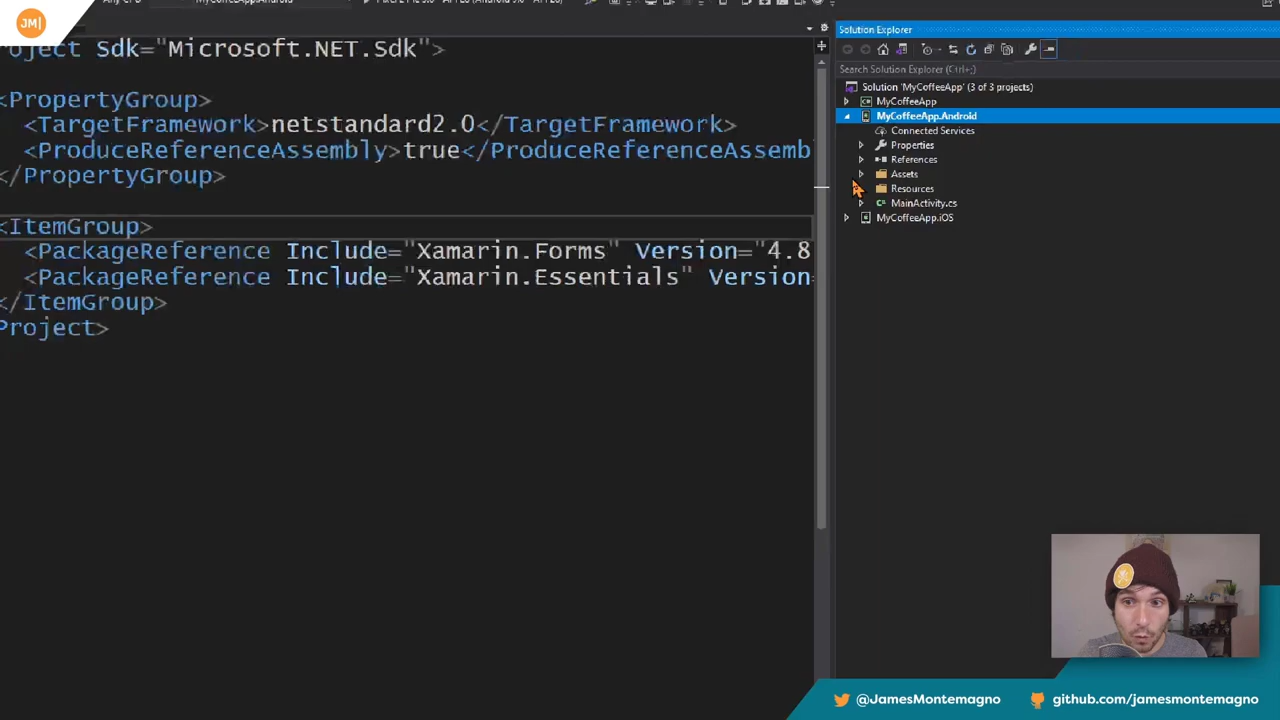 JM|
MyCoffeeApp.Android
oject Sdk="Microsoft.NET.Sdk">
<PropertyGroup>
<TargetFramework>netstandard2.0</TargetFramework>
<ProduceReferenceAssembly>true</ProduceReferenceAssemb
</PropertyGroup>
<ItemGroup>
<PackageReference Include="Xamarin.Forms" Version="4.8
<PackageReference Include="Xamarin.Essentials" Version=
</ItemGroup>
Project>
Solution Explorer
Search Solution Explorer (Ctrl+;)
Solution 'MyCoffeeApp' (3 of 3 projects)
MyCoffeeApp
MyCoffeeApp.Android
Connected Services
Properties
References
Assets
Resources
MainActivity.cs
MyCoffeeApp.iOS
@JamesMontemagno
github.com/jamesmontemagno